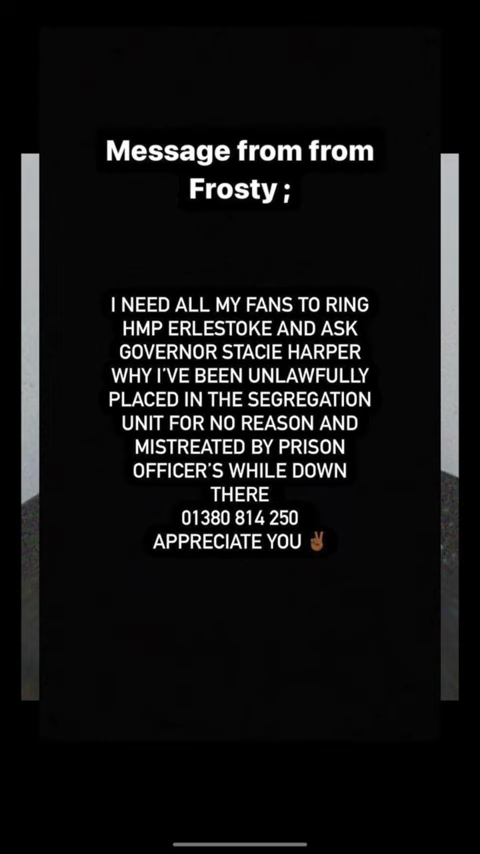 Message from from
Frosty ;
I NEED ALL MY FANS TO RING
HMP ERLESTOKE AND ASK
GOVERNOR STACIE HARPER
WHY I'VE BEEN UNLAWFULLY
PLACED IN THE SEGREGATION
UNIT FOR NO REASON AND
MISTREATED BY PRISON
OFFICER'S WHILE DOWN
THERE
01380 814 250
APPRECIATE YOU ✌🏾